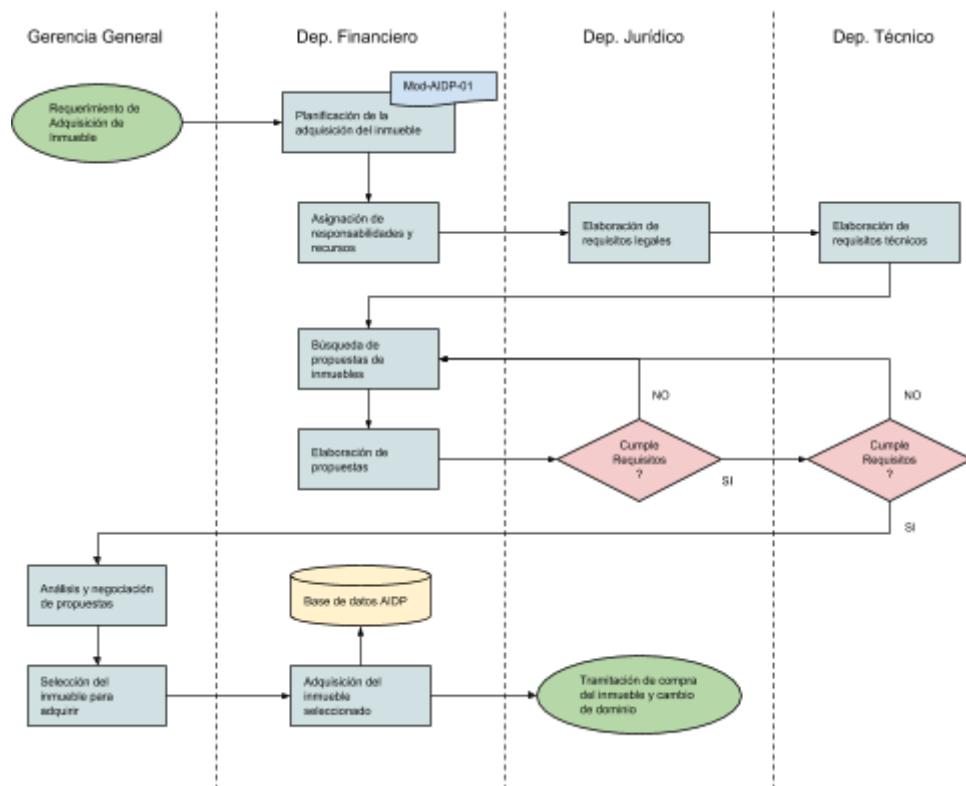 Gerencia General
Dep. Financiero
Dep. Jurídico
Dep. Técnico
Mod-AIDP-01
Requerimiento de
Adquisición de
Inmueble
Planificación de la
adquisición del inmueble
Asignación de
responsabilidades y
recursos
Elaboración de
requisitos legales
Elaboración de
requisitos técnicos
Búsqueda de
propuestas de
inmuebles
NO
NO
Elaboración de
propuestas
Cumple
Requisitos
?
SI
Cumple
Requisitos
?
SI
Análisis y negociación
de propuestas
Base de datos AIDP
Selección del
inmueble para
adquirir
Adquisición del
inmueble
seleccionado
Tramitación de compra
del inmueble y cambio
de dominio